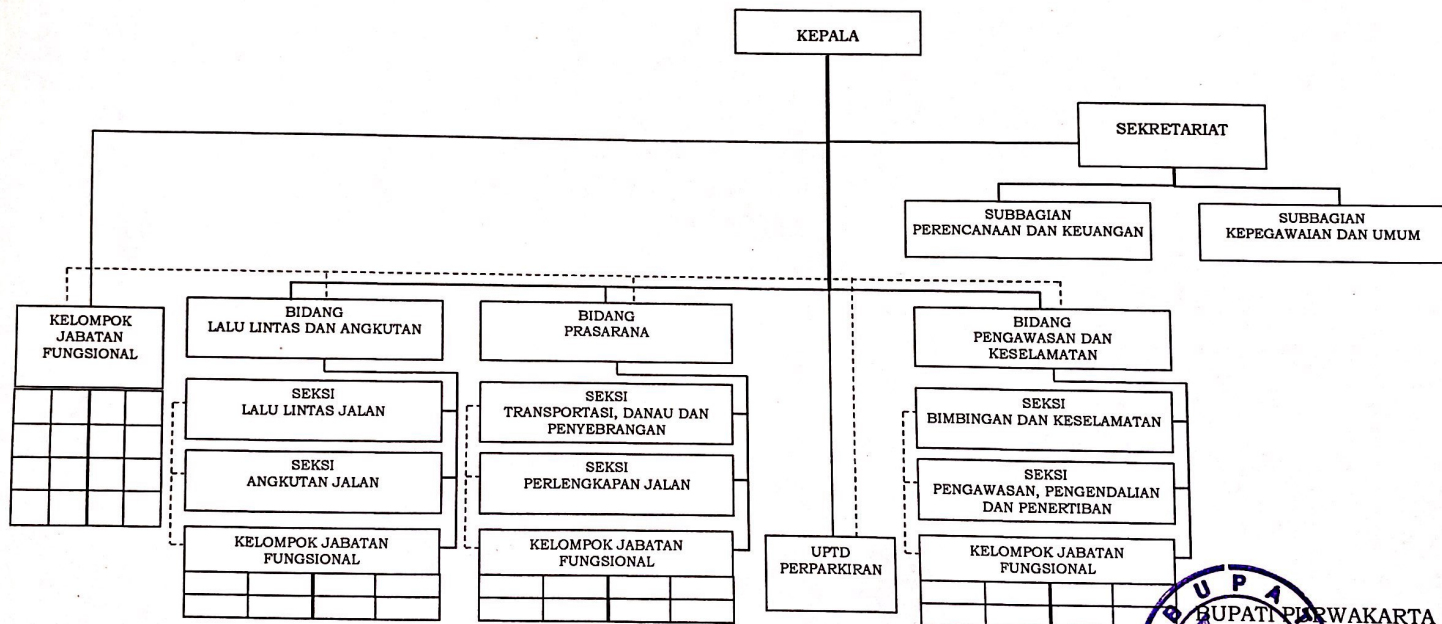 KEPALA
SEKRETARIAT
SUBBAGIAN
PERENCANAAN DAN KEUANGAN
SUBBAGIAN
KEPEGAWAIAN DAN UMUM
KELOMPOK
JABATAN
FUNGSIONAL
BIDANG
LALU LINTAS DAN ANGKUTAN
SEKSI
LALU LINTAS JALAN
SEKSI
ANGKUTAN JALAN
KELOMPOK JABATAN
FUNGSIONAL
BIDANG
PRASARANA
SEKSI
TRANSPORTASI, DANAU DAN
PENYEBRANGAN
SEKSI
PERLENGKAPAN JALAN
KELOMPOK JABATAN
FUNGSIONAL
UPTD
PERPARKIRAN
BIDANG
PENGAWASAN DAN
KESELAMATAN
SEKSI
BIMBINGAN DAN KESELAMATAN
SEKSI
PENGAWASAN, PENGENDALIAN
DAN PENERTIBAN
KELOMPOK JABATAN
FUNGSIONAL
BUPATI PURWAKARTA